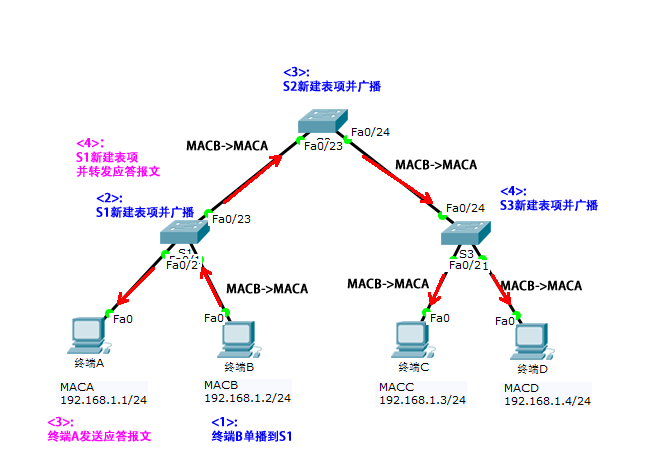 <3>:
S2新建表项并广播
Fa0/24
Fa0/23
<4>:
S1新建表项
并转发应答报文
MACB->MACA
MACB->MACA
<2>:
S1新建表项并广播
Fa0/23
Fa0/24
<4>:
S3新建表项并广播
S1
Fa0/2
S3
Fa0/2
MACB->MACA
MACB->MACA
MACB->MACA
Fa0
Fa0
Fa0
Fa0
终端A
终端B
终端C
终端D
MACA
192.168.1.1/24
MACB
192.168.1.2/24
MACC
192.168.1.3/24
MACD
192.168.1.4/24
<3>:
终端A发送应答报文
<1>:
终端B单播到S1